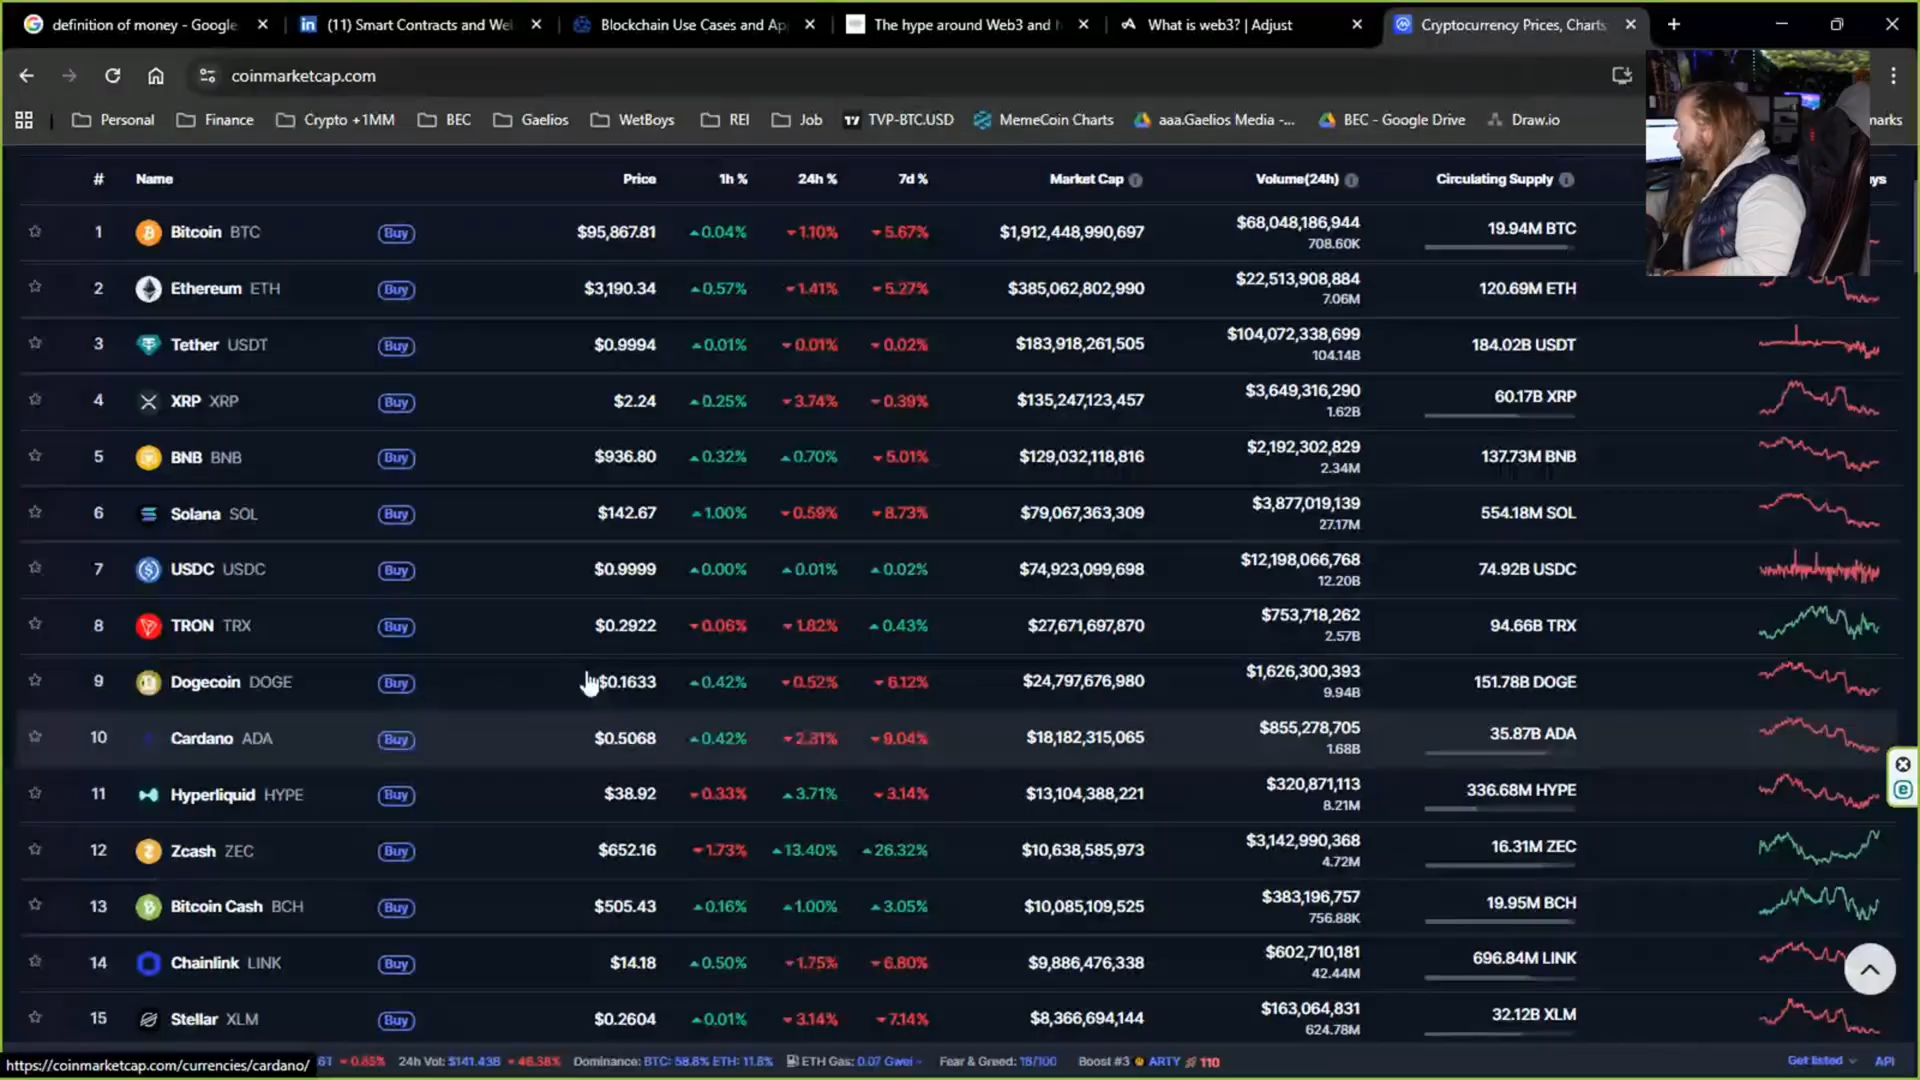 definition of money - Google
(11) Smart Contracts and We
Blockchain Use Cases and Ap
The hype around Web3 and
What is web3? | Adjust
Cryptocurrency Prices, Charts
coinmarketcap.com
Personal Finance Crypto +1MM BEC Gaelios WetBoys REI Job TVP-BTC.USD MemeCoin Charts aaa.Gaelios Media -... BEC - Google Drive Draw.io marks
# Name Price 1h % 24h % 7d % Market Cap Volume(24h) Circulating Supply ys
1 Bitcoin BTC Buy $95,867.81 0.04% 1.10% 5.67% $1,912,448,990,697 $68,048,186,944 19.94M BTC
708.60K
2 Ethereum ETH Buy $3,190.34 0.57% 1.41% 5.27% $385,062,802,990 $22,513,908,884 120.69M ETH
7.06M
3 Tether USDT Buy $0.9994 0.01% 0.01% 0.02% $183,918,261,505 $104,072,338,699 184.02B USDT
104.14B
4 XRP XRP Buy $2.24 0.25% 3.74% 0.39% $135,247,123,457 $3,649,316,290 60.17B XRP
1.62B
5 BNB BNB Buy $936.80 0.32% 0.70% 5.01% $129,032,118,816 $2,192,302,829 137.73M BNB
2.34M
6 Solana SOL Buy $142.67 1.00% 0.59% 8.73% $79,067,363,309 $3,877,019,139 554.18M SOL
27.17M
7 USDC USDC Buy $0.9999 0.00% 0.01% 0.02% $74,923,099,698 $12,198,066,768 74.92B USDC
12.20B
8 TRON TRX Buy $0.2922 0.06% 1.82% 0.43% $27,671,697,870 $753,718,262 94.66B TRX
2.57B
9 Dogecoin DOGE Buy $0.1633 0.42% 0.52% 6.12% $24,797,676,980 $1,626,300,393 151.78B DOGE
9.94B
10 Cardano ADA Buy $0.5068 0.42% 2.31% 9.04% $18,182,315,065 $855,278,705 35.87B ADA
1.68B
11 Hyperliquid HYPE Buy $38.92 0.33% 3.71% 3.14% $13,104,388,221 $320,871,113 336.68M HYPE
8.21M
12 Zcash ZEC Buy $652.16 1.73% 13.40% 26.32% $10,638,585,973 $3,142,990,368 16.31M ZEC
4.72M
13 Bitcoin Cash BCH Buy $505.43 0.16% 1.00% 3.05% $10,085,109,525 $383,196,757 19.95M BCH
756.88K
14 Chainlink LINK Buy $14.18 0.50% 1.75% 6.80% $9,886,476,338 $602,710,181 696.84M LINK
42.44M
15 Stellar XLM Buy $0.2604 0.01% 3.14% 7.14% $8,366,694,144 $163,064,831 32.12B XLM
624.78M
https://coinmarketcap.com/currencies/cardano/ 0.85% 24h Vol: $141.43B 46.38% Dominance: BTC: 58.8% ETH: 11.8% ETH Gas: 0.07 Gwei Fear & Greed: 18/100 Boost #3 ARTY 110 Get listed API